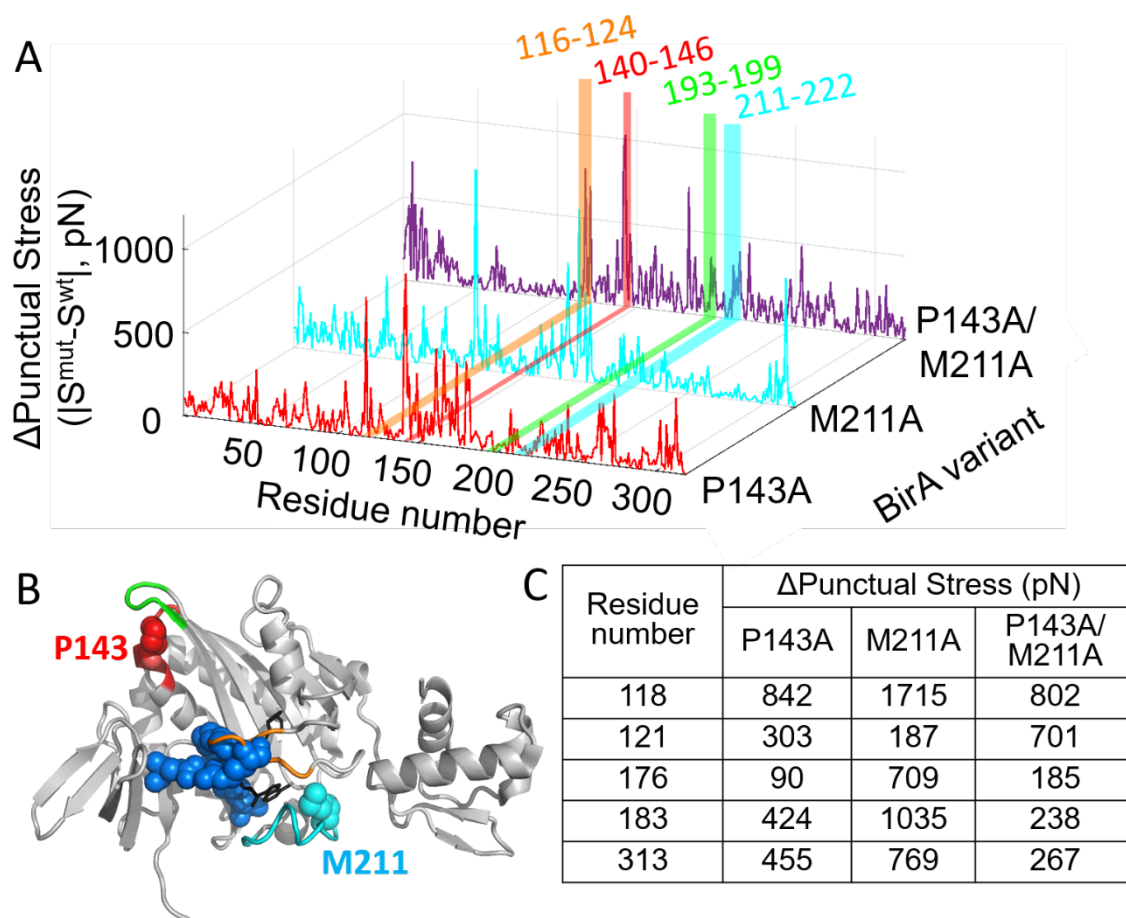 A
116-124
140-146
193-199
211-222
ΔPunctual Stress
(|S^mut-S^wt|, pN)
1000
500
0
50
100
150
200
250
300
Residue number
P143A/
M211A
M211A
P143A
BirA variant
B
P143
M211
C
Residue number | ΔPunctual Stress (pN)
P143A | M211A | P143A/ M211A
118 | 842 | 1715 | 802
121 | 303 | 187 | 701
176 | 90 | 709 | 185
183 | 424 | 1035 | 238
313 | 455 | 769 | 267